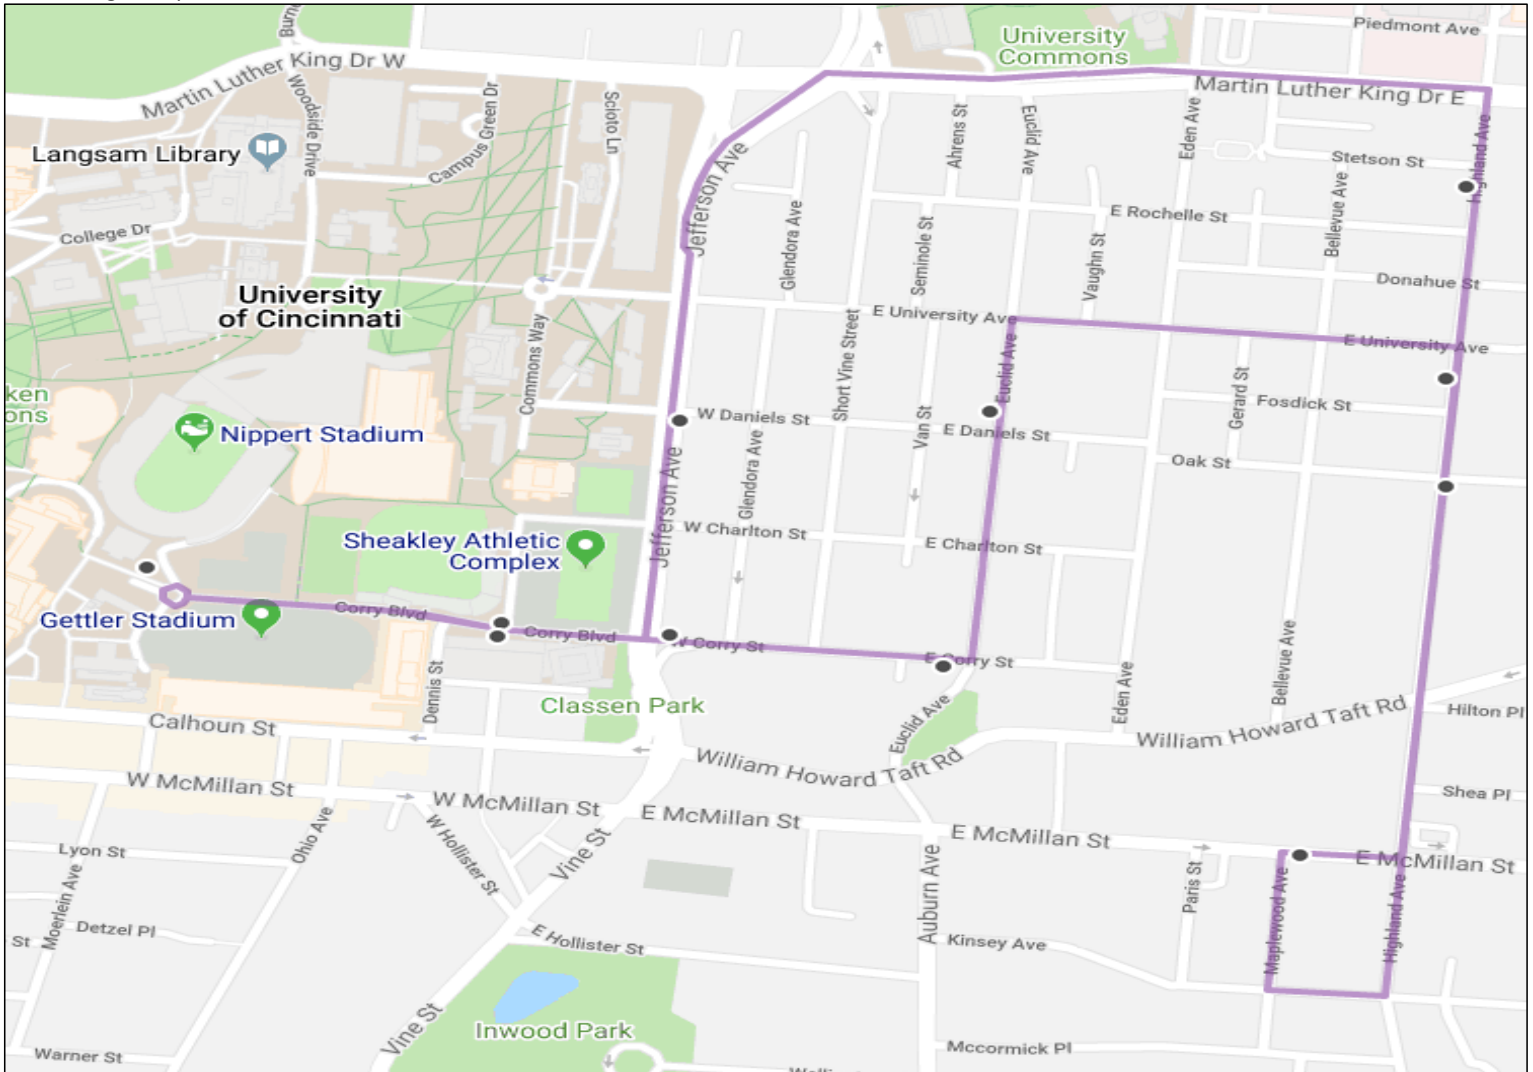 Piedmont Ave
Burne
University
Commons
Martin Luther King Dr W
Martin Luther King Dr E
Woodside Drive
Campus Green Dr
Scioto Ln
Ahrens St
Euclid Ave
Eden Ave
Highland Ave
Langsam Library
Stetson St
Jefferson Ave
Bellevue Ave
College Dr
Glendora Ave
Seminole St
E Rochelle St
Vaughn St
Donahue St
University
of Cincinnati
Commons Way
Short Vine Street
E University Ave
E University Ave
Euclid Ave
ken
ons
Gerard St
Fosdick St
Nippert Stadium
W Daniels St
Van St
E Daniels St
Oak St
Glendora Ave
Jefferson Ave
Sheakley Athletic
Complex
W Charlton St
E Charlton St
Gettler Stadium
Corry Blvd
Corry Blvd
W Corry St
E Corry St
Bellevue Ave
Dennis St
Eden Ave
Classen Park
Euclid Ave
Calhoun St
William Howard Taft Rd
William Howard Taft Rd
Hilton Pl
W McMillan St
W McMillan St
E McMillan St
E McMillan St
Shea Pl
E McMillan St
Lyon St
Ohio Ave
W Hollister St
Vine St
Moerlein Ave
Auburn Ave
Paris St
Maplewood Ave
Highland Ave
St
Detzel Pl
E Hollister St
Kinsey Ave
Vine St
Inwood Park
Warner St
Mccormick Pl